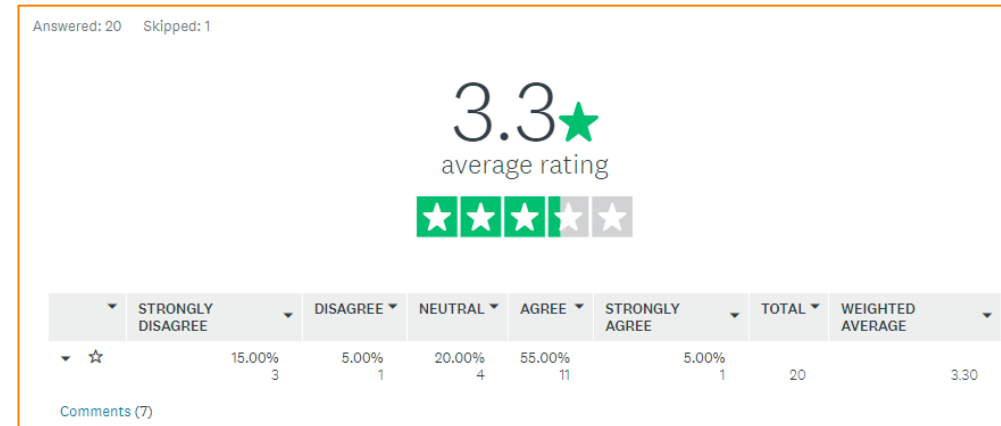 Answered: 20 Skipped: 1
3.3
average rating
STRONGLY DISAGREE DISAGREE NEUTRAL AGREE STRONGLY AGREE TOTAL WEIGHTED AVERAGE
15.00% 5.00% 20.00% 55.00% 5.00%
3 1 4 11 1 20 3.30
Comments (7)